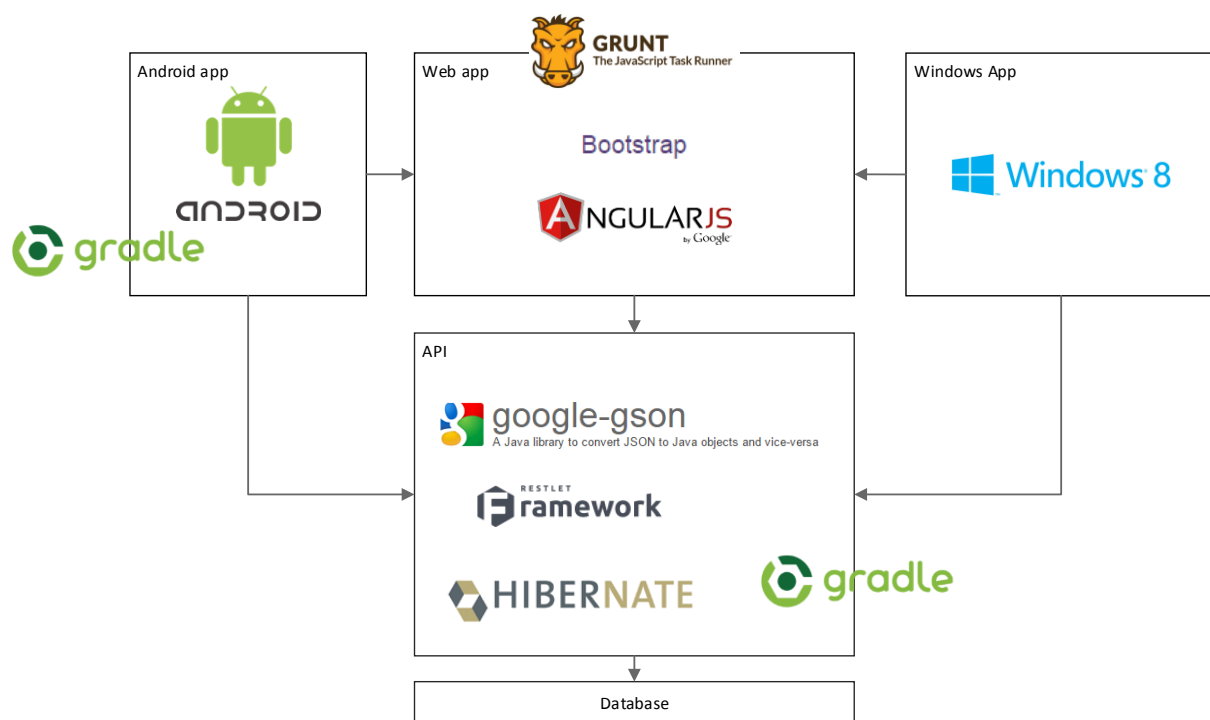 GRUNT
The JavaScript Task Runner
Android app
Web app
Windows App
Bootstrap
Windows 8
ANDROID
ANGULARJS
by Google
gradle
API
google-gson
A Java library to convert JSON to Java objects and vice-versa
RESTLET
Framework
HIBERNATE
gradle
Database